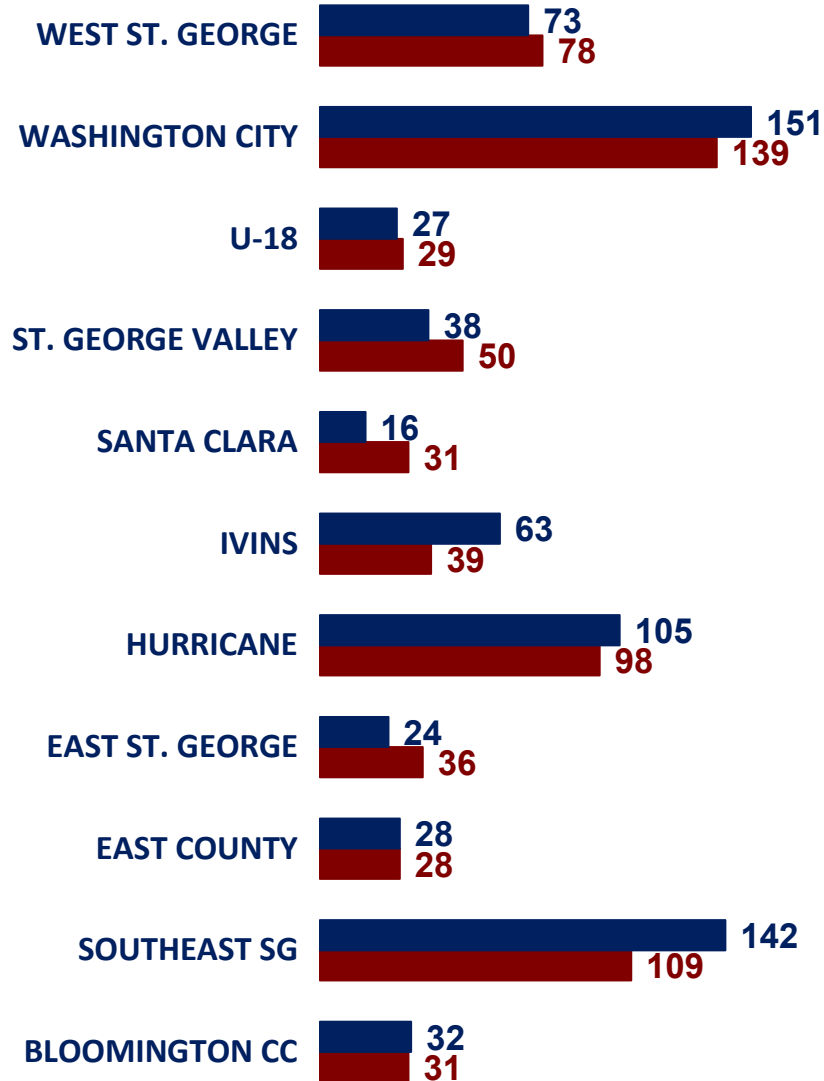 WEST ST. GEORGE
73
78
WASHINGTON CITY
151
139
U-18
27
29
ST. GEORGE VALLEY
38
50
SANTA CLARA
16
31
IVINS
63
39
HURRICANE
105
98
EAST ST. GEORGE
24
36
EAST COUNTY
28
28
SOUTHEAST SG
142
109
BLOOMINGTON CC
32
31